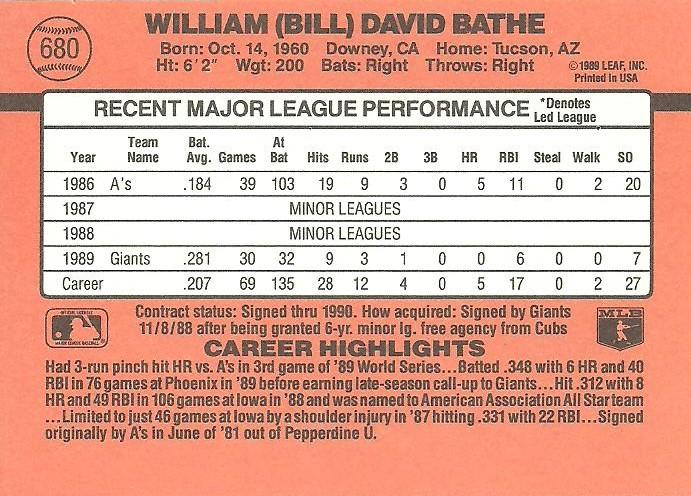 680
WILLIAM (BILL) DAVID BATHE
Born: Oct. 14, 1960 Downey, CA Home: Tucson, AZ
Ht: 6'2" Wgt: 200 Bats: Right Throws: Right
©1989 LEAF, INC.
Printed in USA
RECENT MAJOR LEAGUE PERFORMANCE *Denotes Led League
Year Team Name Bat. Avg. Games At Bat Hits Runs 2B 3B HR RBI Steal Walk SO
1986 A's .184 39 103 19 9 3 0 5 11 0 2 20
1987 MINOR LEAGUES
1988 MINOR LEAGUES
1989 Giants .281 30 32 9 3 1 0 0 6 0 0 7
Career .207 69 135 28 12 4 0 5 17 0 2 27
Contract status: Signed thru 1990. How acquired: Signed by Giants
11/8/88 after being granted 6-yr. minor lg. free agency from Cubs
MLB
CAREER HIGHLIGHTS
Had 3-run pinch hit HR vs. A's in 3rd game of '89 World Series...Batted .348 with 6 HR and 40
RBI in 76 games at Phoenix in '89 before earning late-season call-up to Giants...Hit .312 with 8
HR and 49 RBI in 106 games at Iowa in '88 and was named to American Association All Star team
...Limited to just 46 games at Iowa by a shoulder injury in '87 hitting .331 with 22 RBI...Signed
originally by A's in June of '81 out of Pepperdine U.